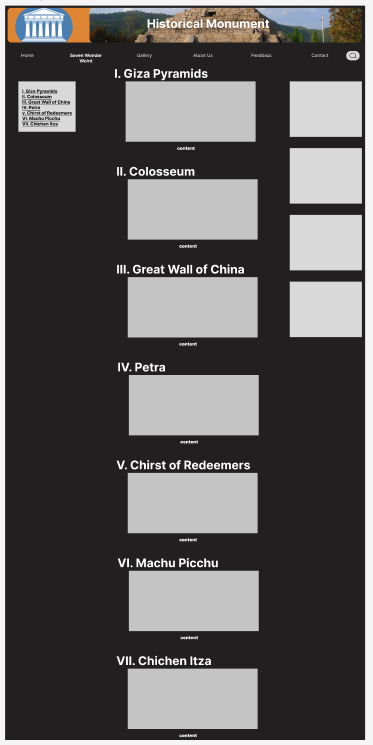 Historical Monument
Home
Seven Wonder
World
Gallery
About Us
Feedback
Contact
I. Giza Pyramids
II. Colosseum
III. Great Wall of China
IV. Petra
v. Chirst of Redeemers
VI. Machu Picchu
VII. Chichen Itza
I. Giza Pyramids
content
II. Colosseum
content
III. Great Wall of China
content
IV. Petra
content
V. Chirst of Redeemers
content
VI. Machu Picchu
content
VII. Chichen Itza
content